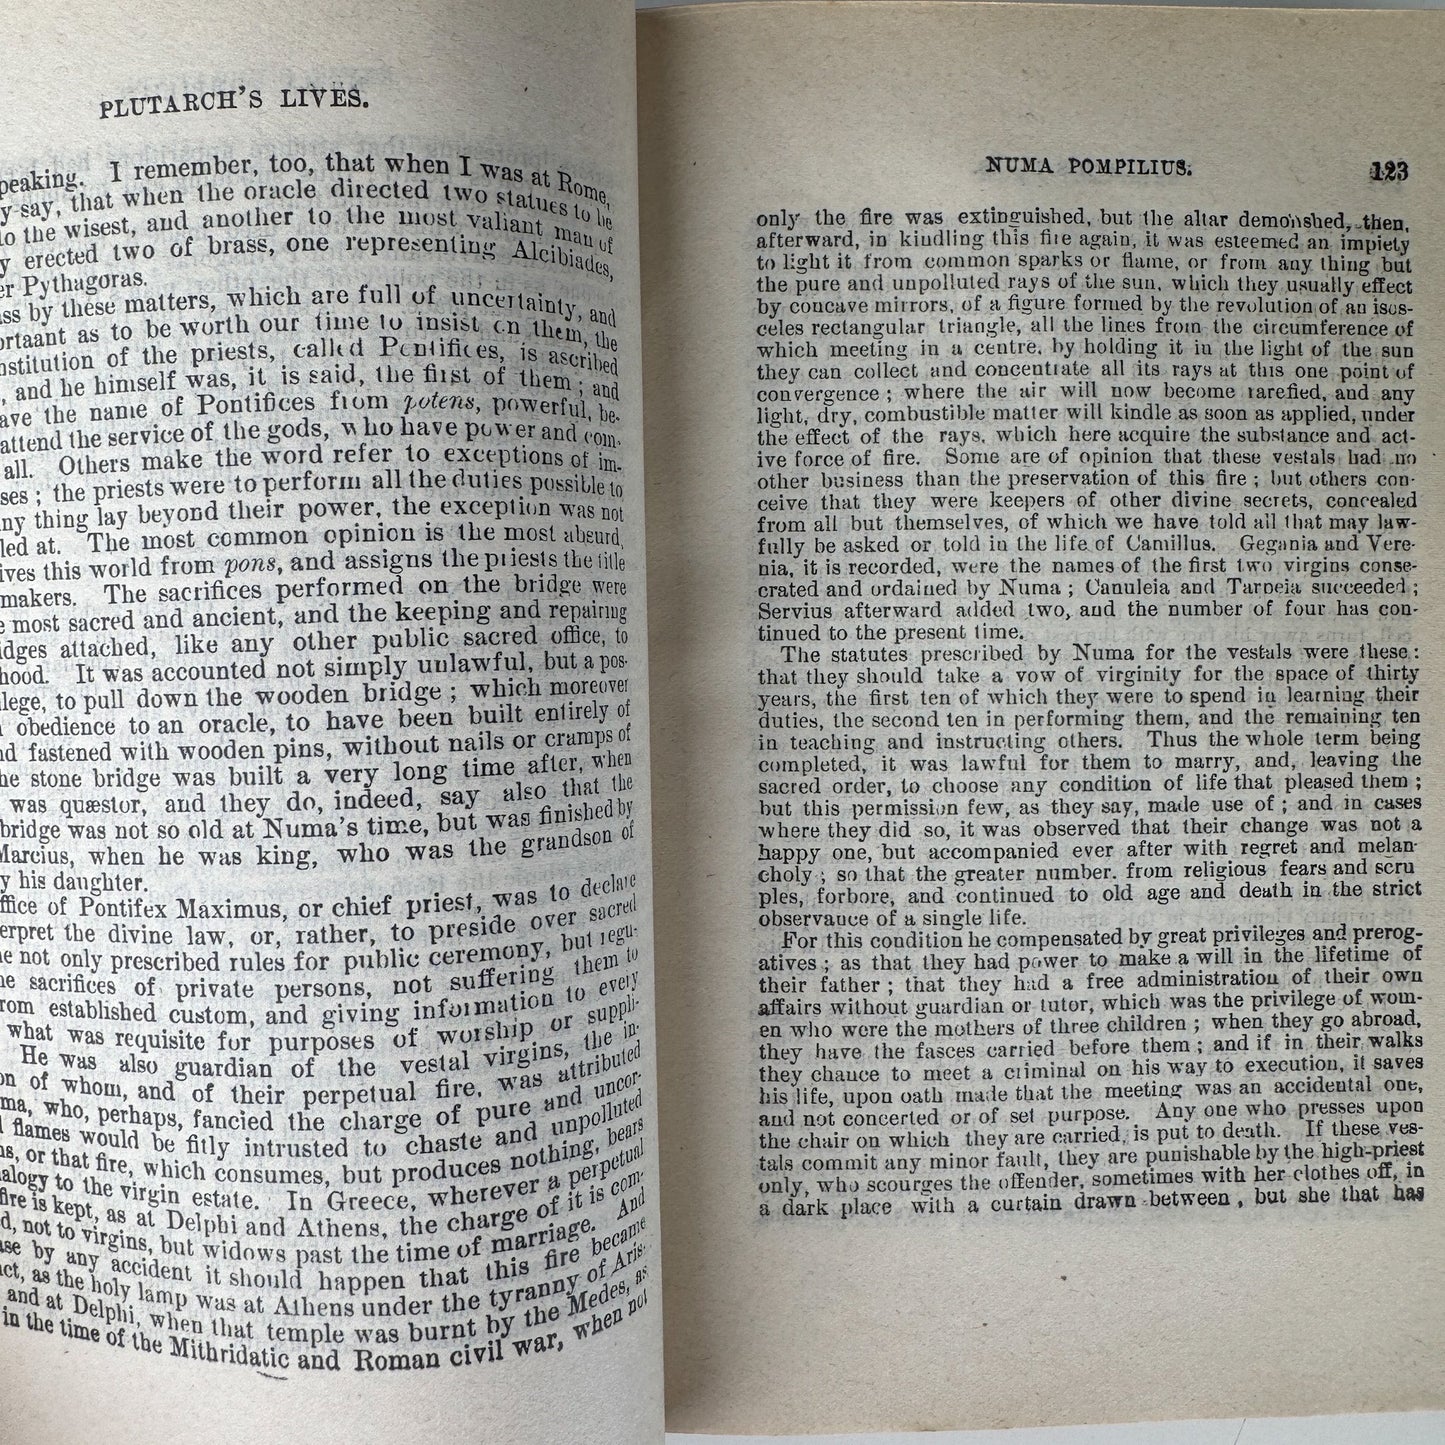 PLUTARCH'S LIVES.
peaking. I remember, too, that when I was at Rome,
y say, that when the oracle directed two statues to be
to the wisest, and another to the most valiant man of
y erected two of brass, one representing Alcibiades,
er Pythagoras.
ss by these matters, which are full of uncertainty, and
ortaant as to be worth our time to insist on them, the
nstitution of the priests, called Pontifices, is ascribed
, and he himself was, it is said, the first of them ; and
ave the name of Pontifices from potens, powerful, be-
attend the service of the gods, who have power and com-
all. Others make the word refer to exceptions of im-
ses ; the priests were to perform all the duties possible to
ny thing lay beyond their power, the exception was not
led at. The most common opinion is the most absurd,
ives this world from pons, and assigns the priests the title
makers. The sacrifices performed on the bridge were
e most sacred and ancient, and the keeping and repairing
idges attached, like any other public sacred office, to
hood. It was accounted not simply unlawful, but a pos-
lege, to pull down the wooden bridge ; which moreover
n obedience to an oracle, to have been built entirely of
nd fastened with wooden pins, without nails or cramps of
he stone bridge was built a very long time after, when
was quæstor, and they do, indeed, say also that the
bridge was not so old at Numa's time, but was finished by
Marcius, when he was king, who was the grandson of
y his daughter.
ffice of Pontifex Maximus, or chief priest, was to declare
erpret the divine law, or, rather, to preside over sacred
he not only prescribed rules for public ceremony, but regu-
he sacrifices of private persons, not suffering them to
rom established custom, and giving information to every
what was requisite for purposes of worship or suppli-
He was also guardian of the vestal virgins, the in-
on of whom, and of their perpetual fire, was attributed
ma, who, perhaps, fancied the charge of pure and uncor-
d flames would be fitly intrusted to chaste and unpolluted
ns, or that fire, which consumes, but produces nothing, bears
nalogy to the virgin estate. In Greece, wherever a perpetual
fire is kept, as at Delphi and Athens, the charge of it is com-
d, not to virgins, but widows past the time of marriage. And
ase by any accident it should happen that this fire became
ct, as the holy lamp was at Athens under the tyranny of Aris-
and at Delphi, when that temple was burnt by the Medes, as
in the time of the Mithridatic and Roman civil war, when not
NUMA POMPILIUS. 123
only the fire was extinguished, but the altar demolished, then,
afterward, in kindling this fire again, it was esteemed an impiety
to light it from common sparks or flame, or from any thing but
the pure and unpolluted rays of the sun, which they usually effect
by concave mirrors, of a figure formed by the revolution of an isos-
celes rectangular triangle, all the lines from the circumference of
which meeting in a centre, by holding it in the light of the sun
they can collect and concentrate all its rays at this one point of
convergence ; where the air will now become rarefied, and any
light, dry, combustible matter will kindle as soon as applied, under
the effect of the rays, which here acquire the substance and act-
ive force of fire. Some are of opinion that these vestals had no
other business than the preservation of this fire ; but others con-
ceive that they were keepers of other divine secrets, concealed
from all but themselves, of which we have told all that may law-
fully be asked or told in the life of Camillus. Gegania and Vere-
nia, it is recorded, were the names of the first two virgins conse-
crated and ordained by Numa ; Canuleia and Tarpeia succeeded ;
Servius afterward added two, and the number of four has con-
tinued to the present time.
The statutes prescribed by Numa for the vestals were these :
that they should take a vow of virginity for the space of thirty
years, the first ten of which they were to spend in learning their
duties, the second ten in performing them, and the remaining ten
in teaching and instructing others. Thus the whole term being
completed, it was lawful for them to marry, and, leaving the
sacred order, to choose any condition of life that pleased them ;
but this permission few, as they say, made use of ; and in cases
where they did so, it was observed that their change was not a
happy one, but accompanied ever after with regret and melan-
choly ; so that the greater number, from religious fears and scru
ples, forbore, and continued to old age and death in the strict
observance of a single life.
For this condition he compensated by great privileges and prerog-
atives ; as that they had power to make a will in the lifetime of
their father ; that they had a free administration of their own
affairs without guardian or tutor, which was the privilege of wom-
en who were the mothers of three children ; when they go abroad,
they have the fasces carried before them ; and if in their walks
they chance to meet a criminal on his way to execution, it saves
his life, upon oath made that the meeting was an accidental one,
and not concerted or of set purpose. Any one who presses upon
the chair on which they are carried, is put to death. If these ves-
tals commit any minor fault, they are punishable by the high-priest
only, who scourges the offender, sometimes with her clothes off, in
a dark place with a curtain drawn between , but she that has